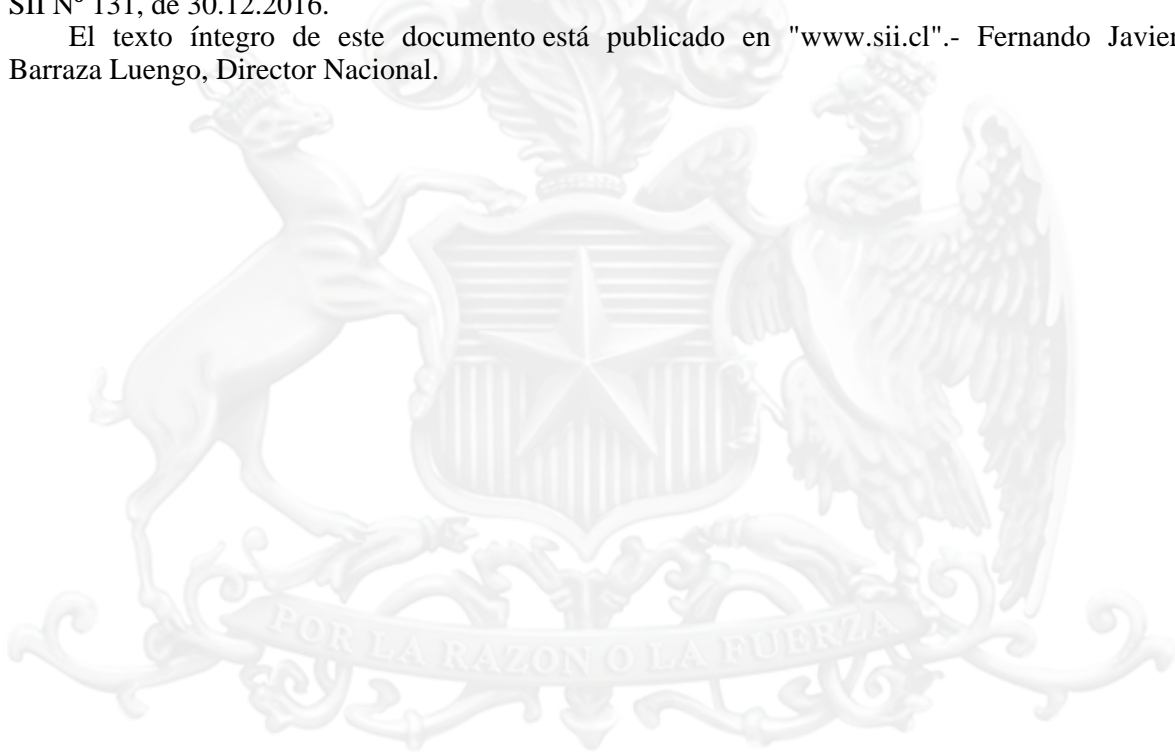 SII Nº 131, de 30.12.2016.
El texto íntegro de este documento está publicado en "www.sii.cl".- Fernando Javier
Barraza Luengo, Director Nacional.
POR LA RAZON O LA FUERZA